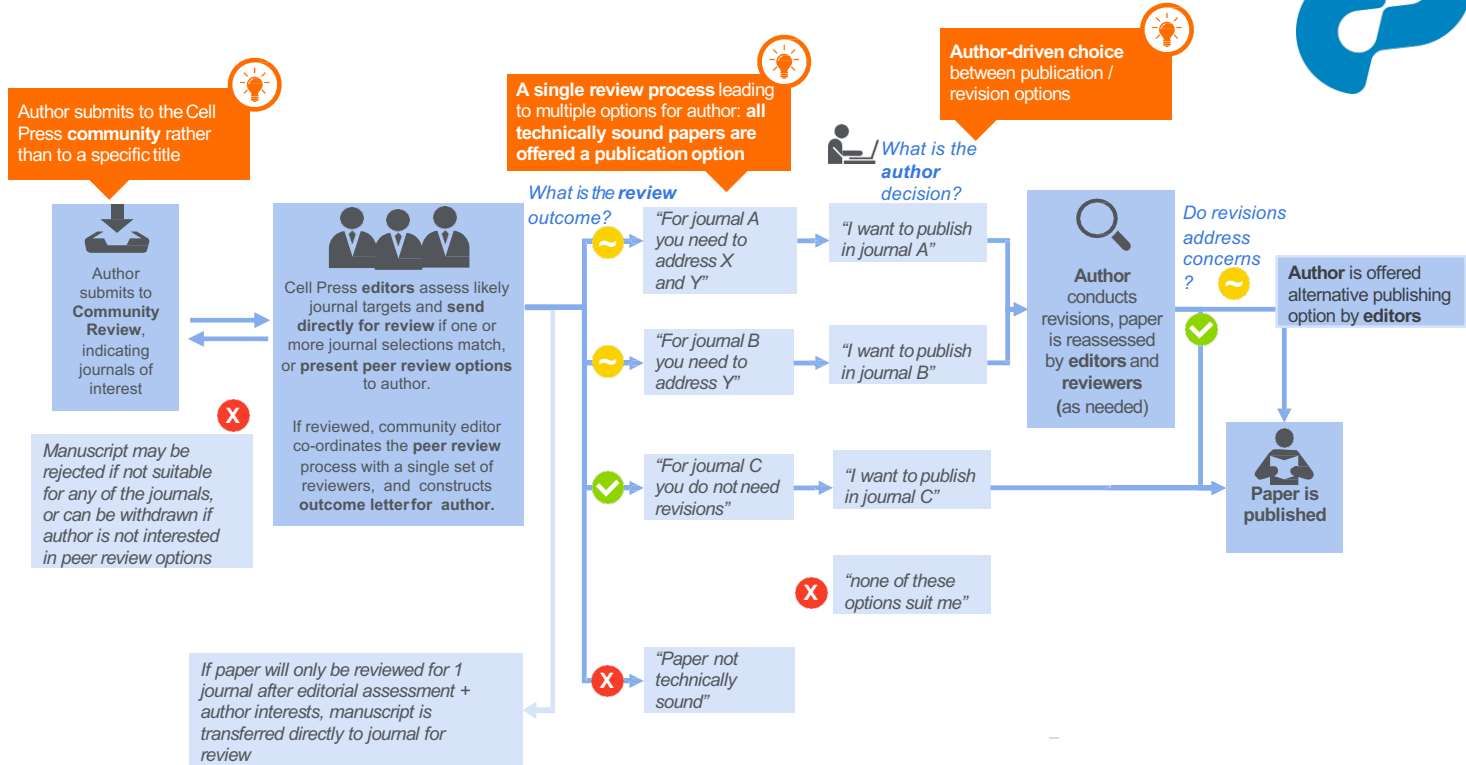 Author submits to the Cell
Press community rather
than to a specific title
A single review process leading
to multiple options for author: all
technically sound papers are
offered a publication option
Author-driven choice
between publication /
revision options
Author
submits to
Community
Review,
indicating
journals of
interest
X
Manuscript may be
rejected if not suitable
for any of the journals,
or can be withdrawn if
author is not interested
in peer review options
Cell Press editors assess likely
journal targets and send
directly for review if one or
more journal selections match,
or present peer review options
to author.
If reviewed, community editor
co-ordinates the peer review
process with a single set of
reviewers, and constructs
outcome letter for author.
If paper will only be reviewed for 1
journal after editorial assessment +
author interests, manuscript is
transferred directly to journal for
review
What is the review
outcome?
~
“For journal A
you need to
address X
and Y”
~
“For journal B
you need to
address Y”
“For journal C
you do not need
revisions”
X
“Paper not
technically
sound”
What is the
author
decision?
“I want to publish
in journal A”
“I want to publish
in journal B”
“I want to publish
in journal C”
X
“none of these
options suit me”
Author
conducts
revisions, paper
is reassessed
by editors and
reviewers
(as needed)
Do revisions
address
concerns
?
~
Author is offered
alternative publishing
option by editors
Paper is
published